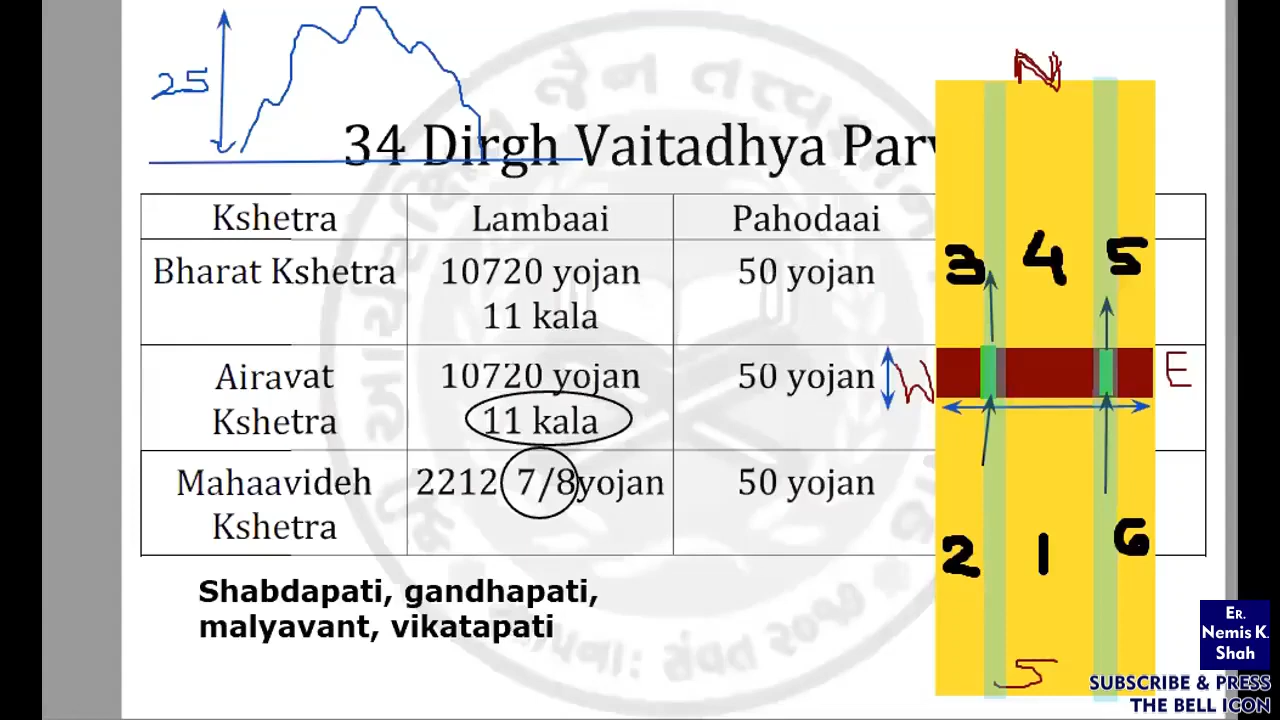 25
34 Dirgh Vaitadhya Parv
Kshetra Lambaai Pahodaai
Bharat Kshetra 10720 yojan 50 yojan
11 kala
Airavat 10720 yojan 50 yojan
Kshetra 11 kala
Mahaavideh 2212 7/8yojan 50 yojan
Kshetra
Shabdapati, gandhapati,
malyavant, vikatapati
N
3 4 5
W E
2 1 6
S
ER.
Nemis K.
Shah
SUBSCRIBE & PRESS
THE BELL ICON